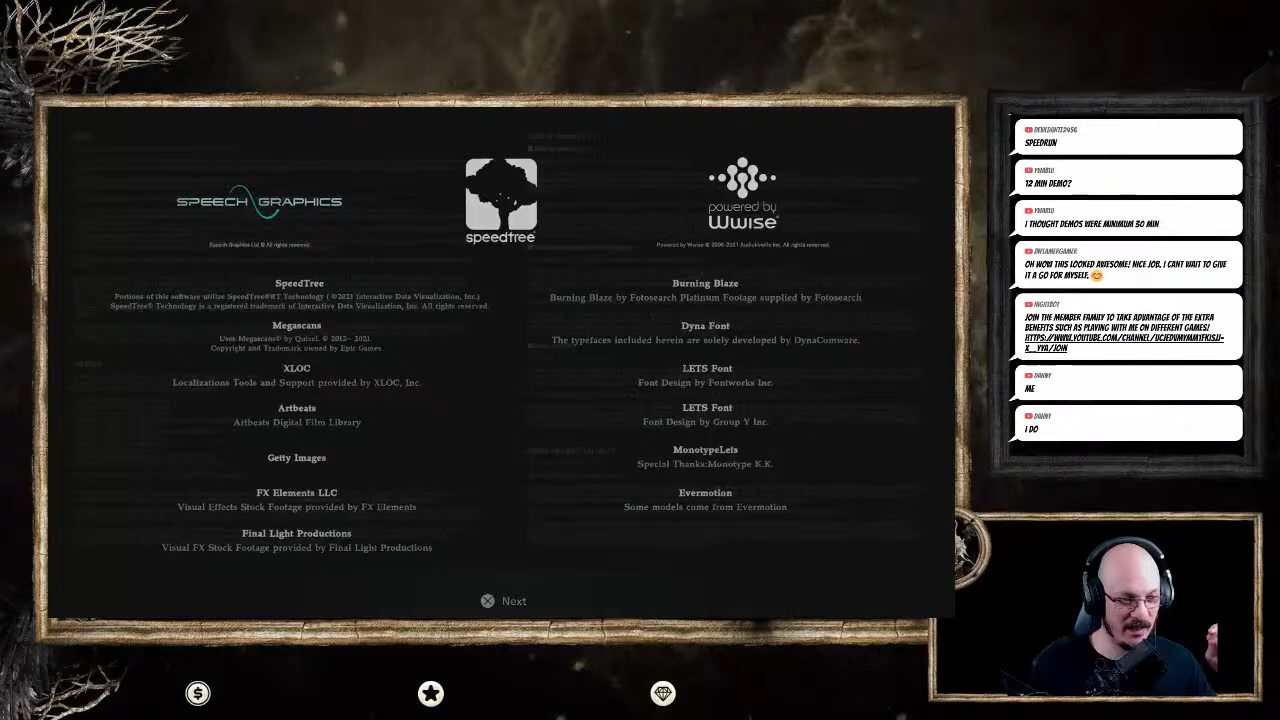 SPEECH GRAPHICS
Speech Graphics Ltd © All rights reserved.
speedtree®
powered by
Wwise
Powered by Wwise © 2006-2021 Audiokinetic Inc. All rights reserved.
SpeedTree
Portions of this software utilize SpeedTree®RT Technology ( ©2021 Interactive Data Visualization, Inc.)
SpeedTree® Technology is a registered trademark of Interactive Data Visualization, Inc. All rights reserved.
Megascans
Uses Megascans® by Quixel. © 2012– 2021.
Copyright and Trademark owned by Epic Games.
XLOC
Localizations Tools and Support provided by XLOC, Inc.
Artbeats
Artbeats Digital Film Library
Getty Images
FX Elements LLC
Visual Effects Stock Footage provided by FX Elements
Final Light Productions
Visual FX Stock Footage provided by Final Light Productions
Burning Blaze
Burning Blaze by Fotosearch Platinum Footage supplied by Fotosearch
Dyna Font
The typefaces included herein are solely developed by DynaComware.
LETS Font
Font Design by Fontworks Inc.
LETS Font
Font Design by Group Y Inc.
MonotypeLets
Special Thanks:Monotype K.K.
Evermotion
Some models come from Evermotion
Next
DEVILDANTE3456
SPEEDRUN
YWABLU
12 MIN DEMO?
YWABLU
I THOUGHT DEMOS WERE MINIMUM 30 MIN
OH WOW THIS LOOKED AWESOME! NICE JOB. I CANT WAIT TO GIVE
IT A GO FOR MYSELF.
NIGHTBOT
JOIN THE MEMBER FAMILY TO TAKE ADVANTAGE OF THE EXTRA
BENEFITS SUCH AS PLAYING WITH ME ON DIFFERENT GAMES!
DANNY
ME
DANNY
I DO